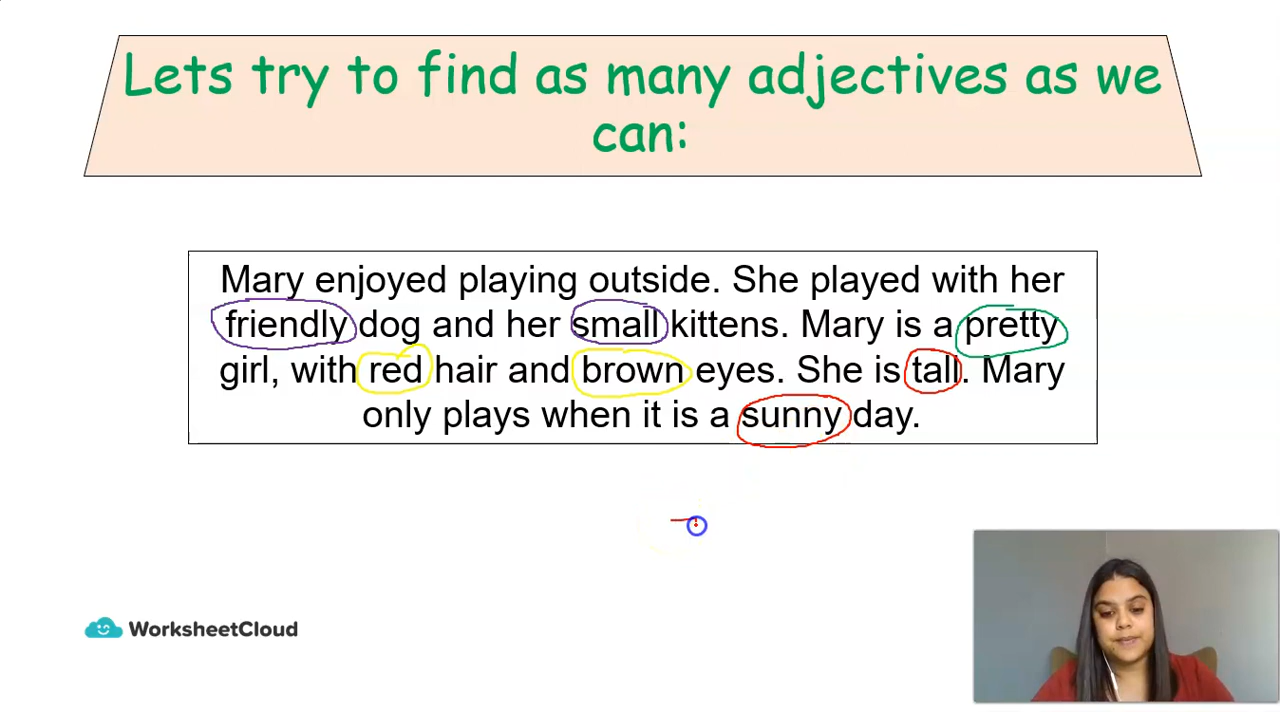 Lets try to find as many adjectives as we
can:
Mary enjoyed playing outside. She played with her
friendly dog and her small kittens. Mary is a pretty
girl, with red hair and brown eyes. She is tall. Mary
only plays when it is a sunny day.
WorksheetCloud